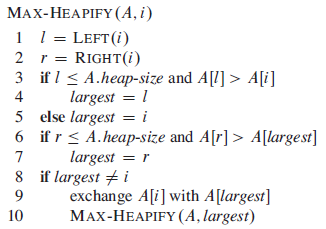 MAX-HEAPIFY(A, i)
1 l = LEFT(i)
2 r = RIGHT(i)
3 if l ≤ A.heap-size and A[l] > A[i]
4 largest = l
5 else largest = i
6 if r ≤ A.heap-size and A[r] > A[largest]
7 largest = r
8 if largest ≠ i
9 exchange A[i] with A[largest]
10 MAX-HEAPIFY(A, largest)